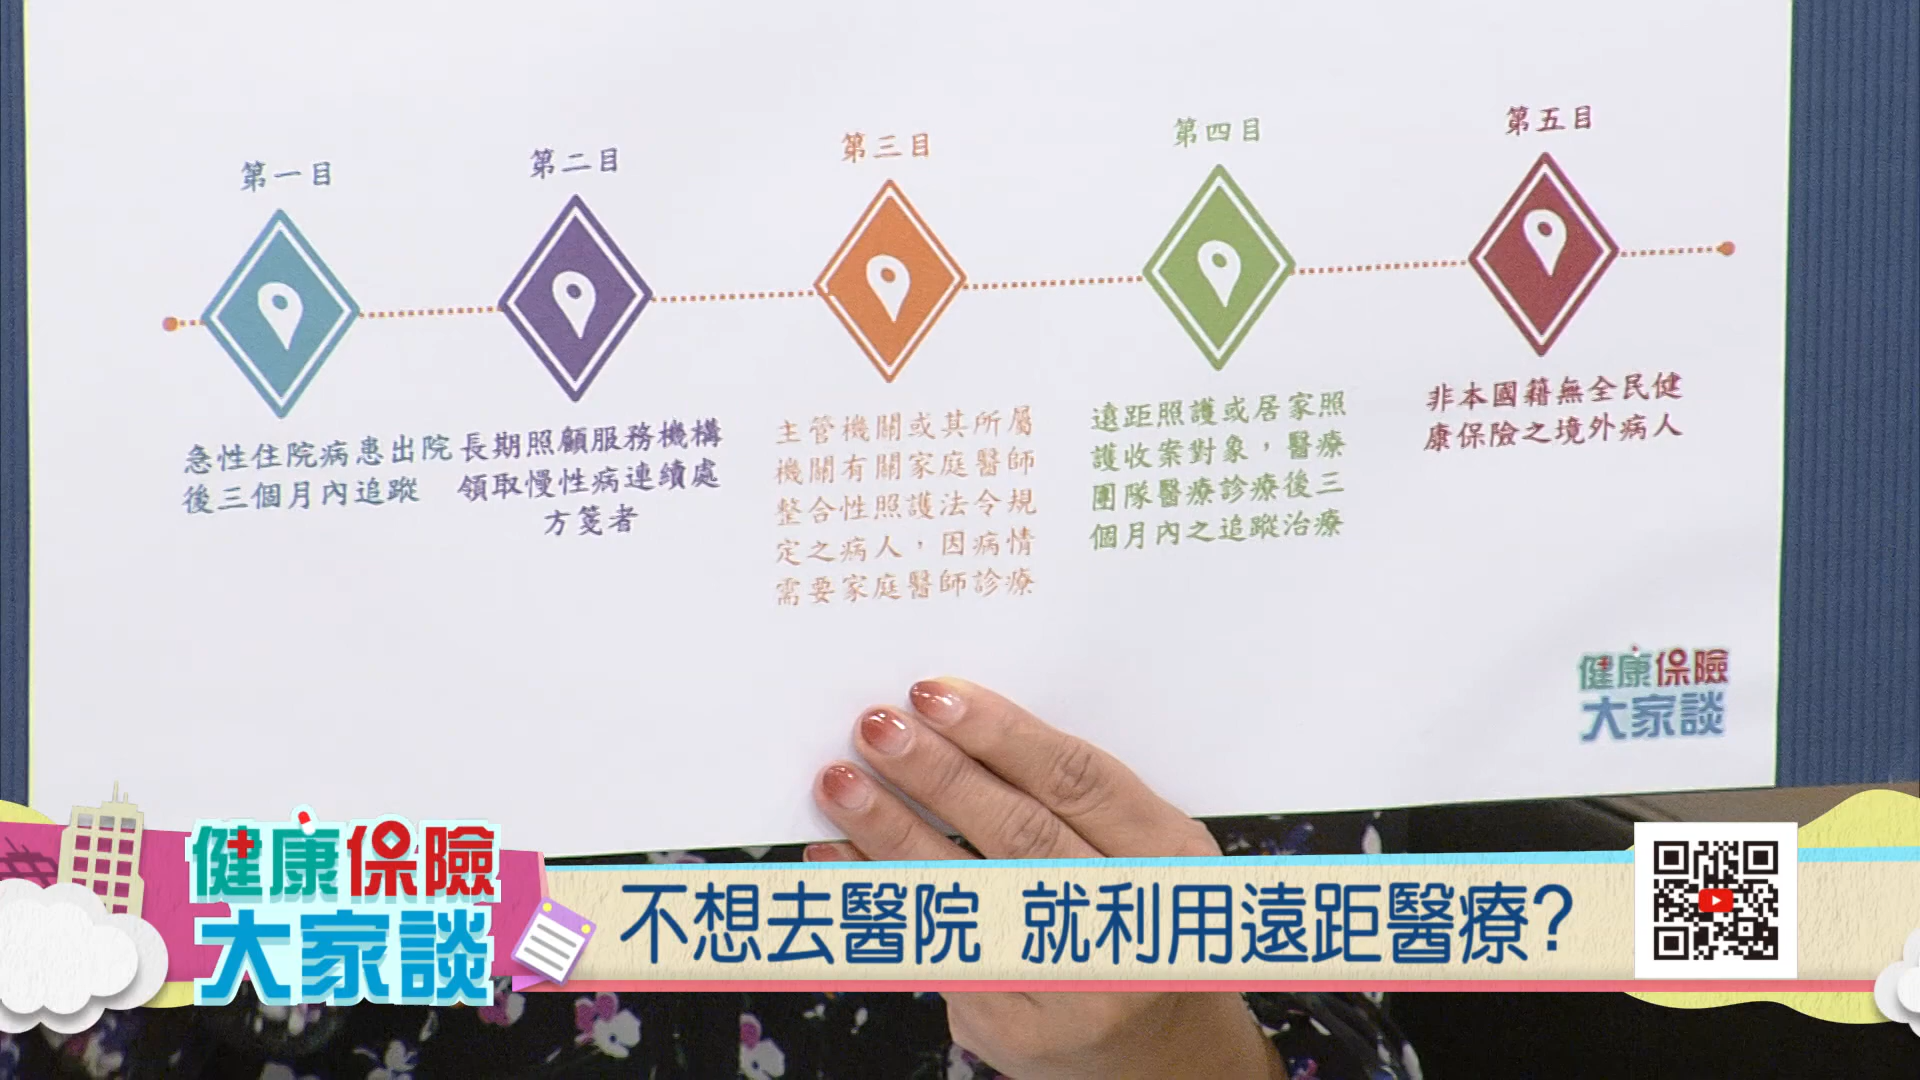 第一目
急性住院病患出院
後三個月內追蹤
第二目
長期照顧服務機構
領取慢性病連續處
方箋者
第三目
主管機關或其所屬
機關有關家庭醫師
整合性照護法令規
定之病人，因病情
需要家庭醫師診療
第四目
遠距照護或居家照
護收案對象，醫療
團隊醫療診療後三
個月內之追蹤治療
第五目
非本國籍無全民健
康保險之境外病人
健康保險
大家談
健康保險
大家談
不想去醫院 就利用遠距醫療?